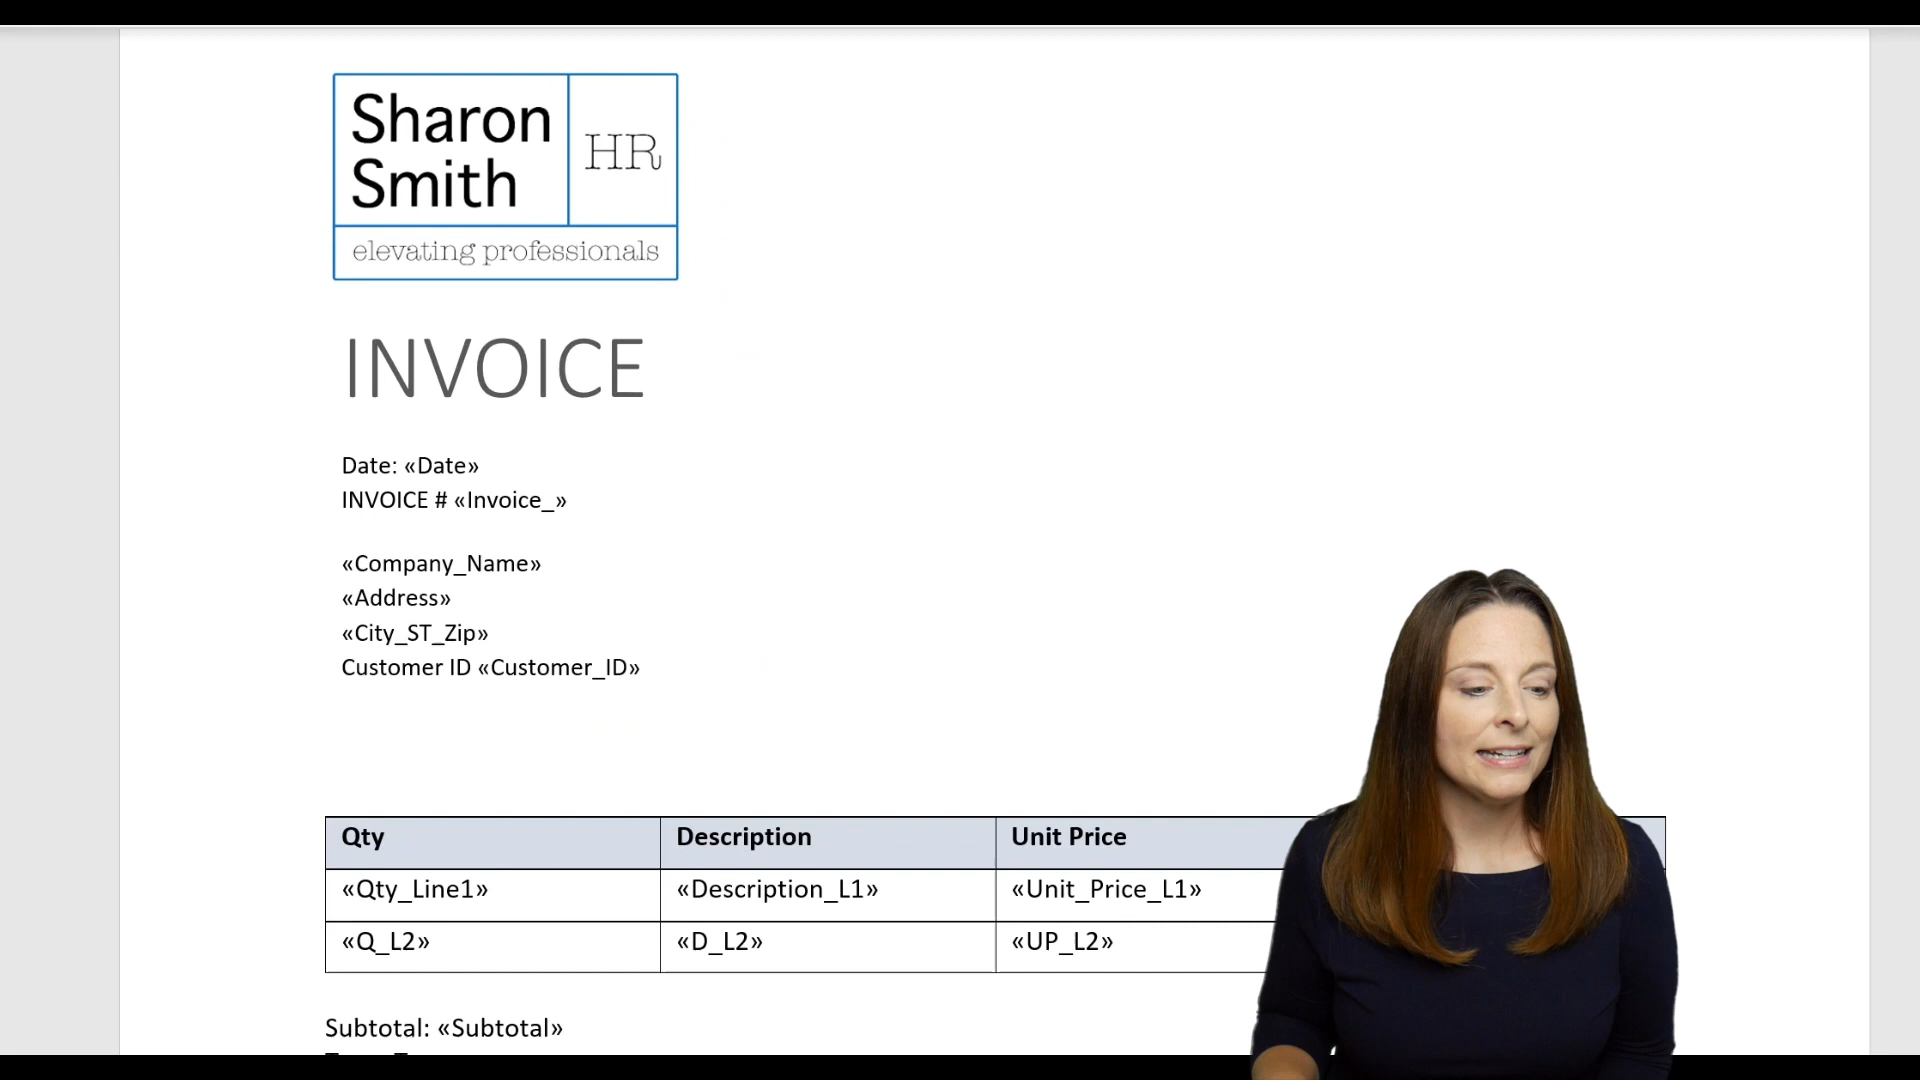 Sharon
Smith
HR
elevating professionals
INVOICE
Date: «Date»
INVOICE # «Invoice_»
«Company_Name»
«Address»
«City_ST_Zip»
Customer ID «Customer_ID»
Qty Description Unit Price
«Qty_Line1» «Description_L1» «Unit_Price_L1»
«Q_L2» «D_L2» «UP_L2»
Subtotal: «Subtotal»